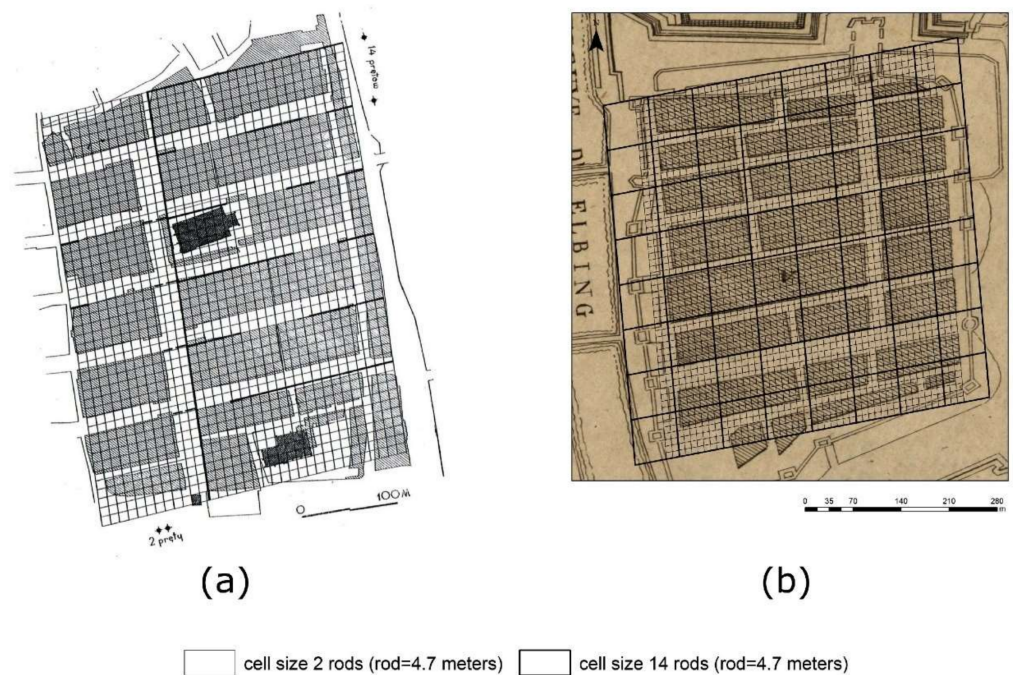 14 prętów
0 100M
2 pręty
(a)
D' ELBING
0 35 70 140 210 280
m
(b)
cell size 2 rods (rod=4.7 meters) cell size 14 rods (rod=4.7 meters)